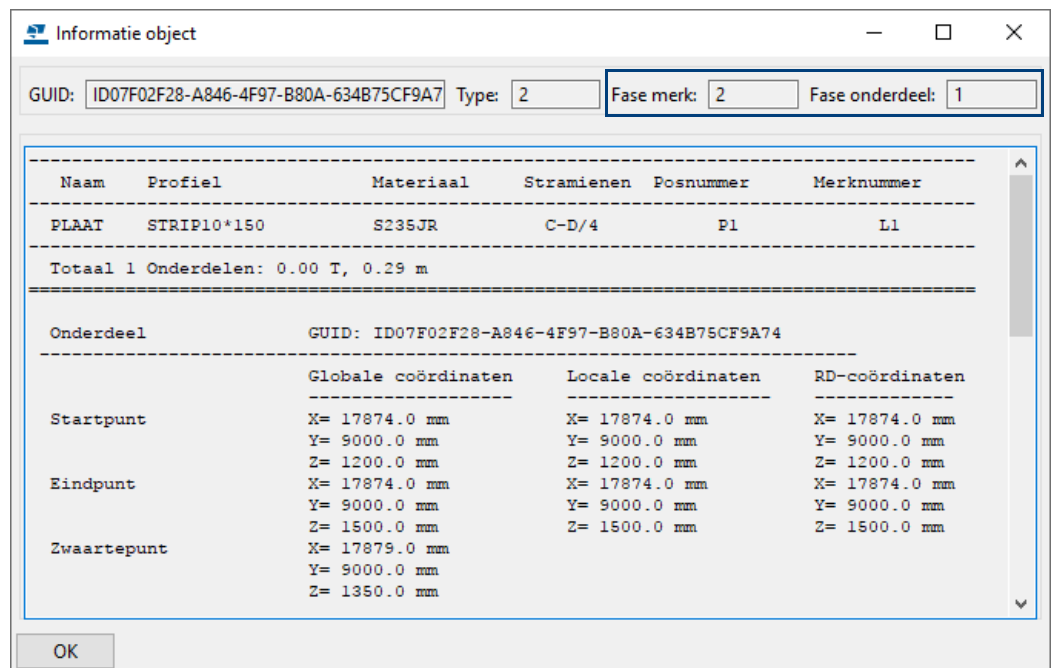 Informatie object
GUID: ID07F02F28-A846-4F97-B80A-634B75CF9A7 Type: 2 Fase merk: 2 Fase onderdeel: 1
Naam Profiel Materiaal Stramienen Posnummer Merknummer
PLAAT STRIP10*150 S235JR C-D/4 P1 L1
Totaal 1 Onderdelen: 0.00 T, 0.29 m
Onderdeel GUID: ID07F02F28-A846-4F97-B80A-634B75CF9A74
Globale coördinaten Locale coördinaten RD-coördinaten
Startpunt X= 17874.0 mm X= 17874.0 mm X= 17874.0 mm
Y= 9000.0 mm Y= 9000.0 mm Y= 9000.0 mm
Z= 1200.0 mm Z= 1200.0 mm Z= 1200.0 mm
Eindpunt X= 17874.0 mm X= 17874.0 mm X= 17874.0 mm
Y= 9000.0 mm Y= 9000.0 mm Y= 9000.0 mm
Z= 1500.0 mm Z= 1500.0 mm Z= 1500.0 mm
Zwaartepunt X= 17879.0 mm
Y= 9000.0 mm
Z= 1350.0 mm
OK